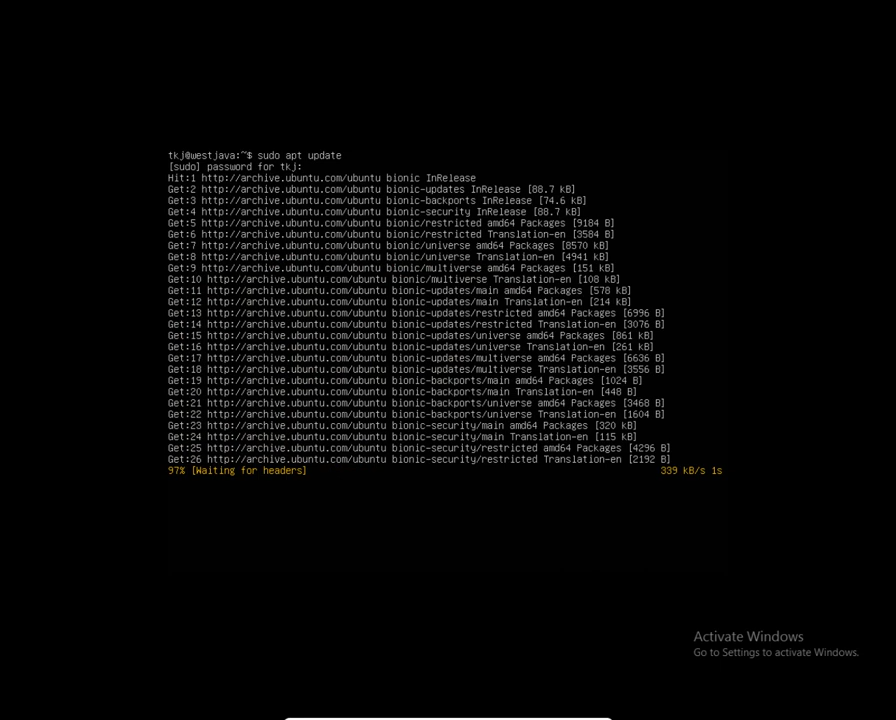 tkj@westjava:~$ sudo apt update
[sudo] password for tkj:
Hit:1 http://archive.ubuntu.com/ubuntu bionic InRelease
Get:2 http://archive.ubuntu.com/ubuntu bionic-updates InRelease [88.7 kB]
Get:3 http://archive.ubuntu.com/ubuntu bionic-backports InRelease [74.6 kB]
Get:4 http://archive.ubuntu.com/ubuntu bionic-security InRelease [88.7 kB]
Get:5 http://archive.ubuntu.com/ubuntu bionic/restricted amd64 Packages [9184 B]
Get:6 http://archive.ubuntu.com/ubuntu bionic/restricted Translation-en [3584 B]
Get:7 http://archive.ubuntu.com/ubuntu bionic/universe amd64 Packages [8570 kB]
Get:8 http://archive.ubuntu.com/ubuntu bionic/universe Translation-en [4941 kB]
Get:9 http://archive.ubuntu.com/ubuntu bionic/multiverse amd64 Packages [151 kB]
Get:10 http://archive.ubuntu.com/ubuntu bionic/multiverse Translation-en [108 kB]
Get:11 http://archive.ubuntu.com/ubuntu bionic-updates/main amd64 Packages [578 kB]
Get:12 http://archive.ubuntu.com/ubuntu bionic-updates/main Translation-en [214 kB]
Get:13 http://archive.ubuntu.com/ubuntu bionic-updates/restricted amd64 Packages [6996 B]
Get:14 http://archive.ubuntu.com/ubuntu bionic-updates/restricted Translation-en [3076 B]
Get:15 http://archive.ubuntu.com/ubuntu bionic-updates/universe amd64 Packages [861 kB]
Get:16 http://archive.ubuntu.com/ubuntu bionic-updates/universe Translation-en [261 kB]
Get:17 http://archive.ubuntu.com/ubuntu bionic-updates/multiverse amd64 Packages [6636 B]
Get:18 http://archive.ubuntu.com/ubuntu bionic-updates/multiverse Translation-en [3556 B]
Get:19 http://archive.ubuntu.com/ubuntu bionic-backports/main amd64 Packages [1024 B]
Get:20 http://archive.ubuntu.com/ubuntu bionic-backports/main Translation-en [448 B]
Get:21 http://archive.ubuntu.com/ubuntu bionic-backports/universe amd64 Packages [3468 B]
Get:22 http://archive.ubuntu.com/ubuntu bionic-backports/universe Translation-en [1604 B]
Get:23 http://archive.ubuntu.com/ubuntu bionic-security/main amd64 Packages [320 kB]
Get:24 http://archive.ubuntu.com/ubuntu bionic-security/main Translation-en [115 kB]
Get:25 http://archive.ubuntu.com/ubuntu bionic-security/restricted amd64 Packages [4296 B]
Get:26 http://archive.ubuntu.com/ubuntu bionic-security/restricted Translation-en [2192 B]
97% [Waiting for headers] 339 kB/s 1s
Activate Windows
Go to Settings to activate Windows.